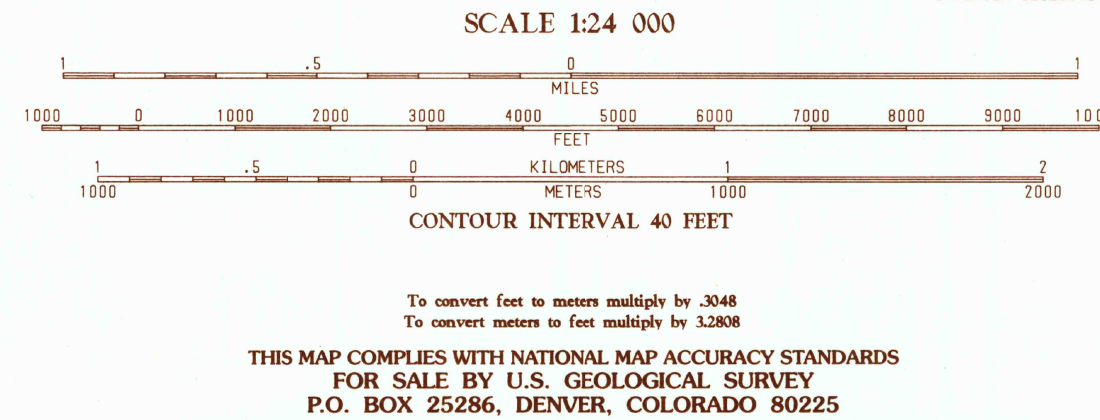 SCALE 1:24 000
1 .5 0 1
MILES
1000 0 1000 2000 3000 4000 5000 6000 7000 8000 9000
FEET
1 .5 0 KILOMETERS 1 2
1000 0 METERS 1000 2000
CONTOUR INTERVAL 40 FEET
To convert feet to meters multiply by .3048
To convert meters to feet multiply by 3.2808
THIS MAP COMPLIES WITH NATIONAL MAP ACCURACY STANDARDS
FOR SALE BY U.S. GEOLOGICAL SURVEY
P.O. BOX 25286, DENVER, COLORADO 80225